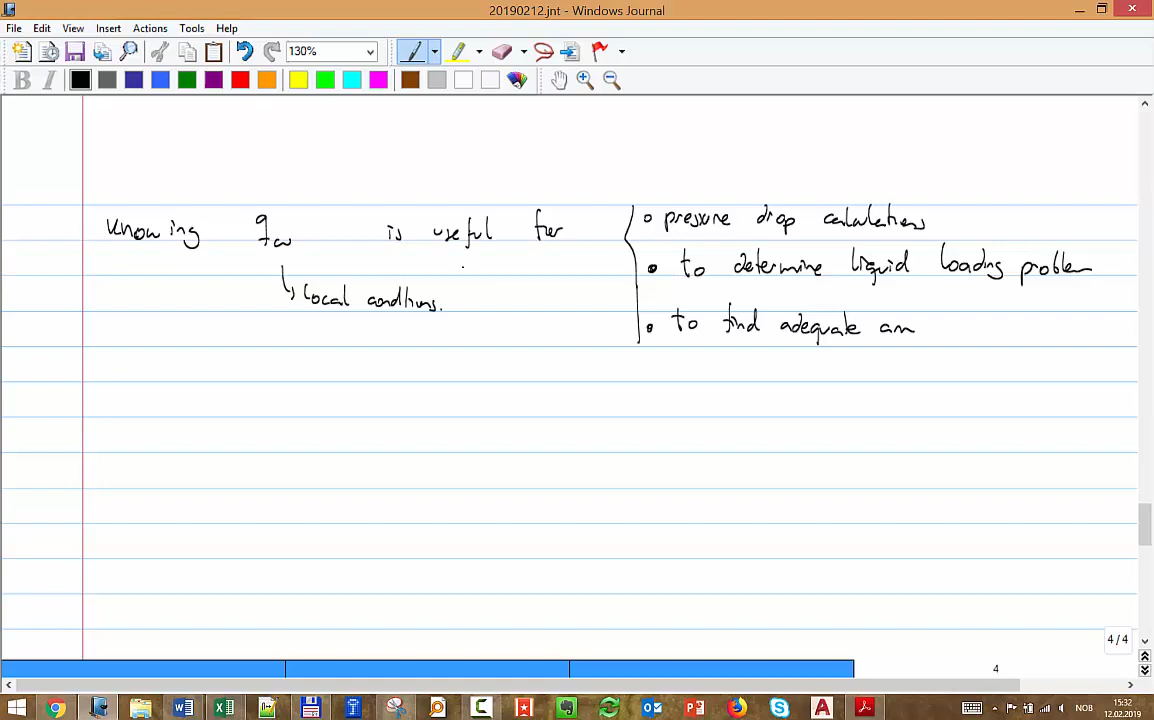 20190212.jnt - Windows Journal
File Edit View Insert Actions Tools Help
130%
Knowing qw is useful for
pressure drop calculations
to determine liquid loading problem
local conditions.
to find adequate am
4 / 4
4
NOB
15:32
12.02.2019